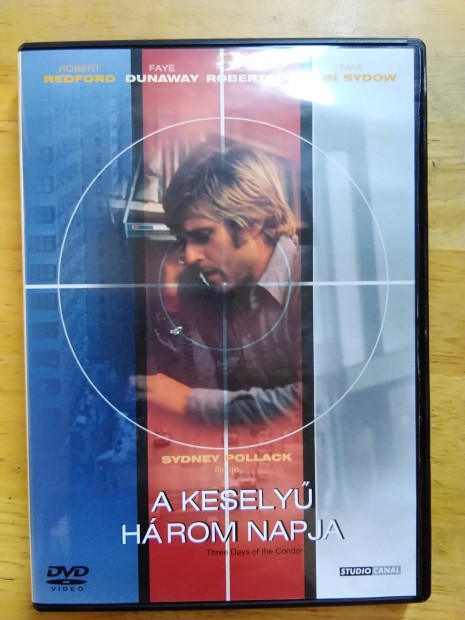 ROBERT FAYE MAX
REDFORD DUNAWAY SYDOW
SYDNEY POLLACK
filmje
A KESELYŰ
HÁROM NAPJA
Three Days of the Condor
DVD
VIDEO
STUDIO CANAL